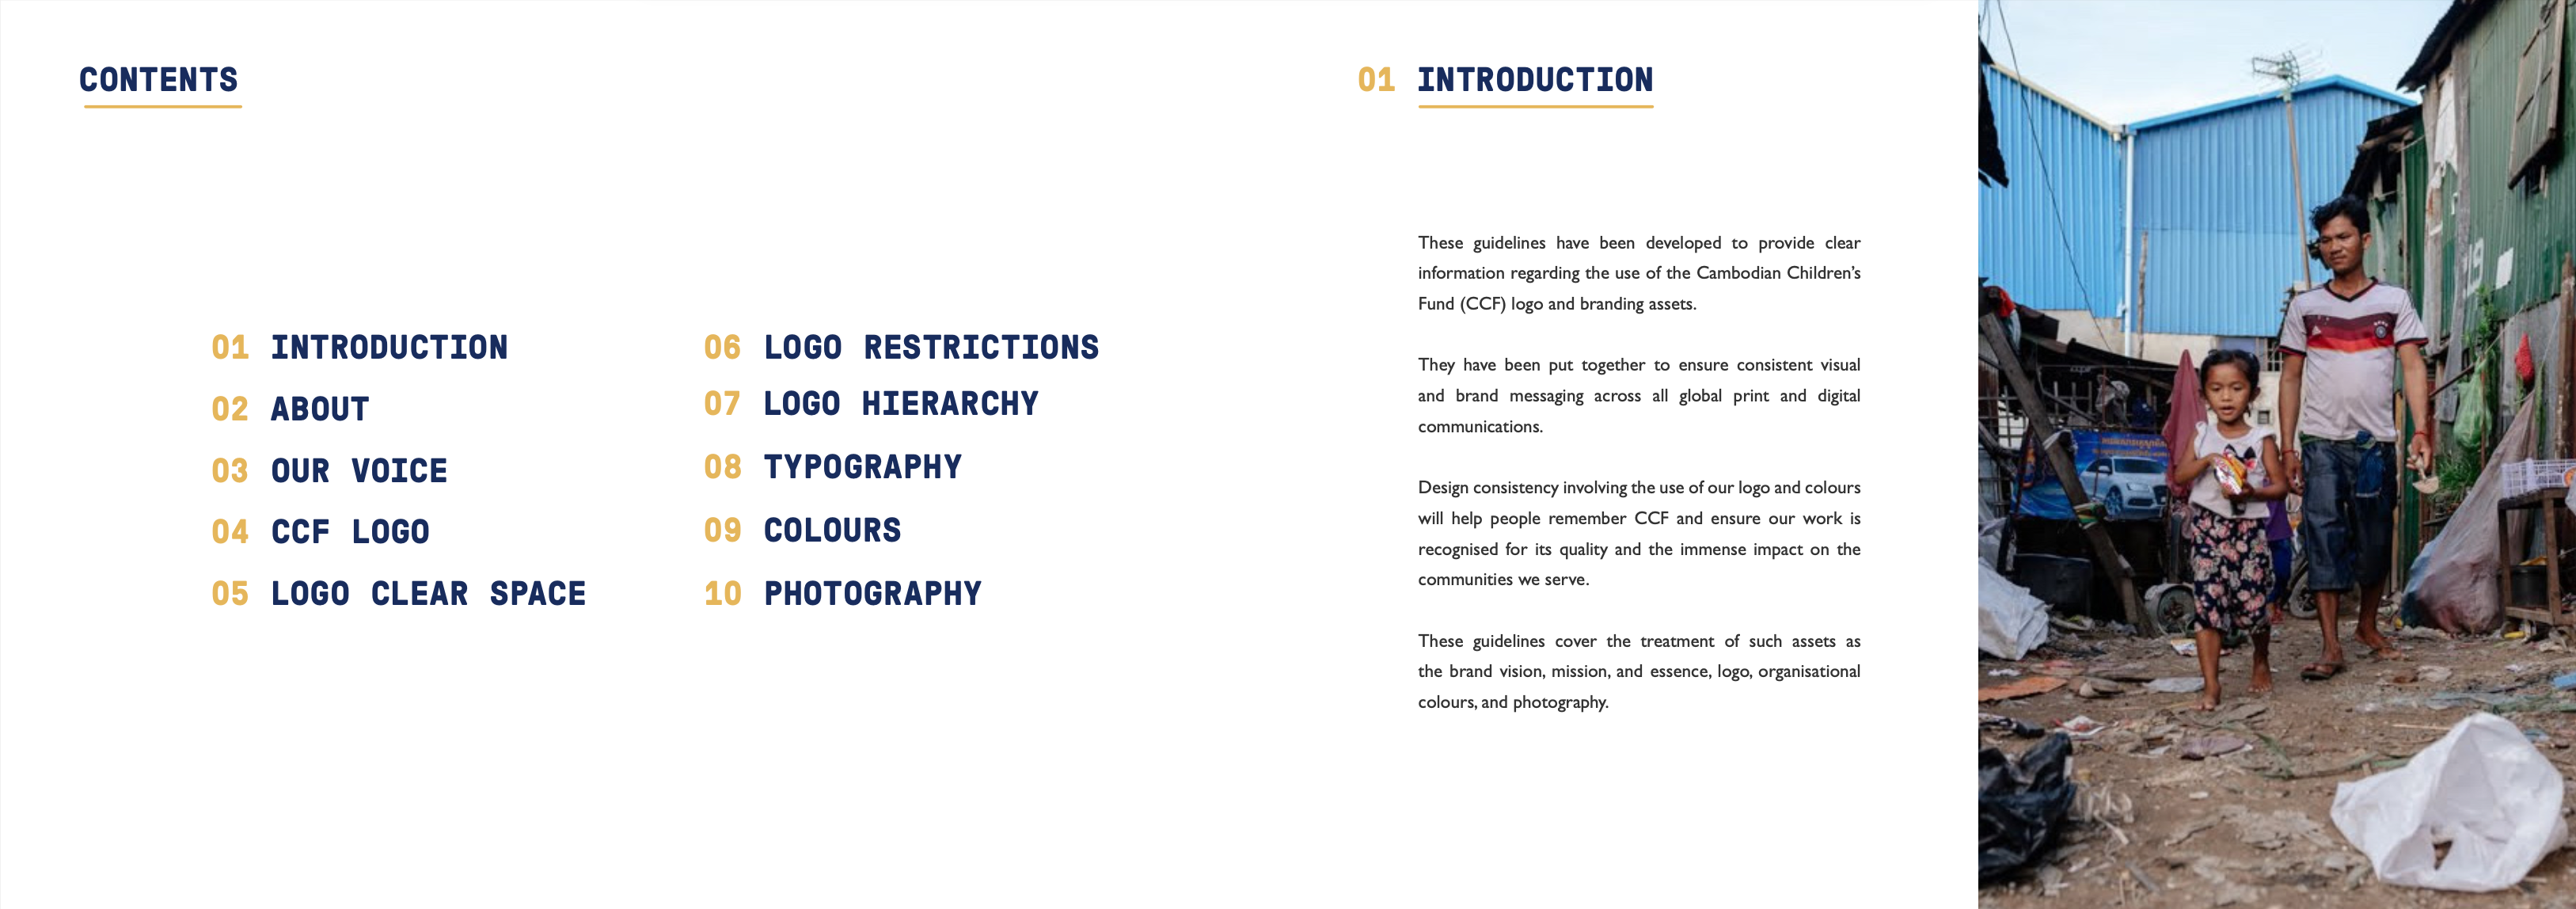 CONTENTS
01 INTRODUCTION
02 ABOUT
03 OUR VOICE
04 CCF LOGO
05 LOGO CLEAR SPACE
06 LOGO RESTRICTIONS
07 LOGO HIERARCHY
08 TYPOGRAPHY
09 COLOURS
10 PHOTOGRAPHY
01 INTRODUCTION
These guidelines have been developed to provide clear
information regarding the use of the Cambodian Children’s
Fund (CCF) logo and branding assets.
They have been put together to ensure consistent visual
and brand messaging across all global print and digital
communications.
Design consistency involving the use of our logo and colours
will help people remember CCF and ensure our work is
recognised for its quality and the immense impact on the
communities we serve.
These guidelines cover the treatment of such assets as
the brand vision, mission, and essence, logo, organisational
colours, and photography.